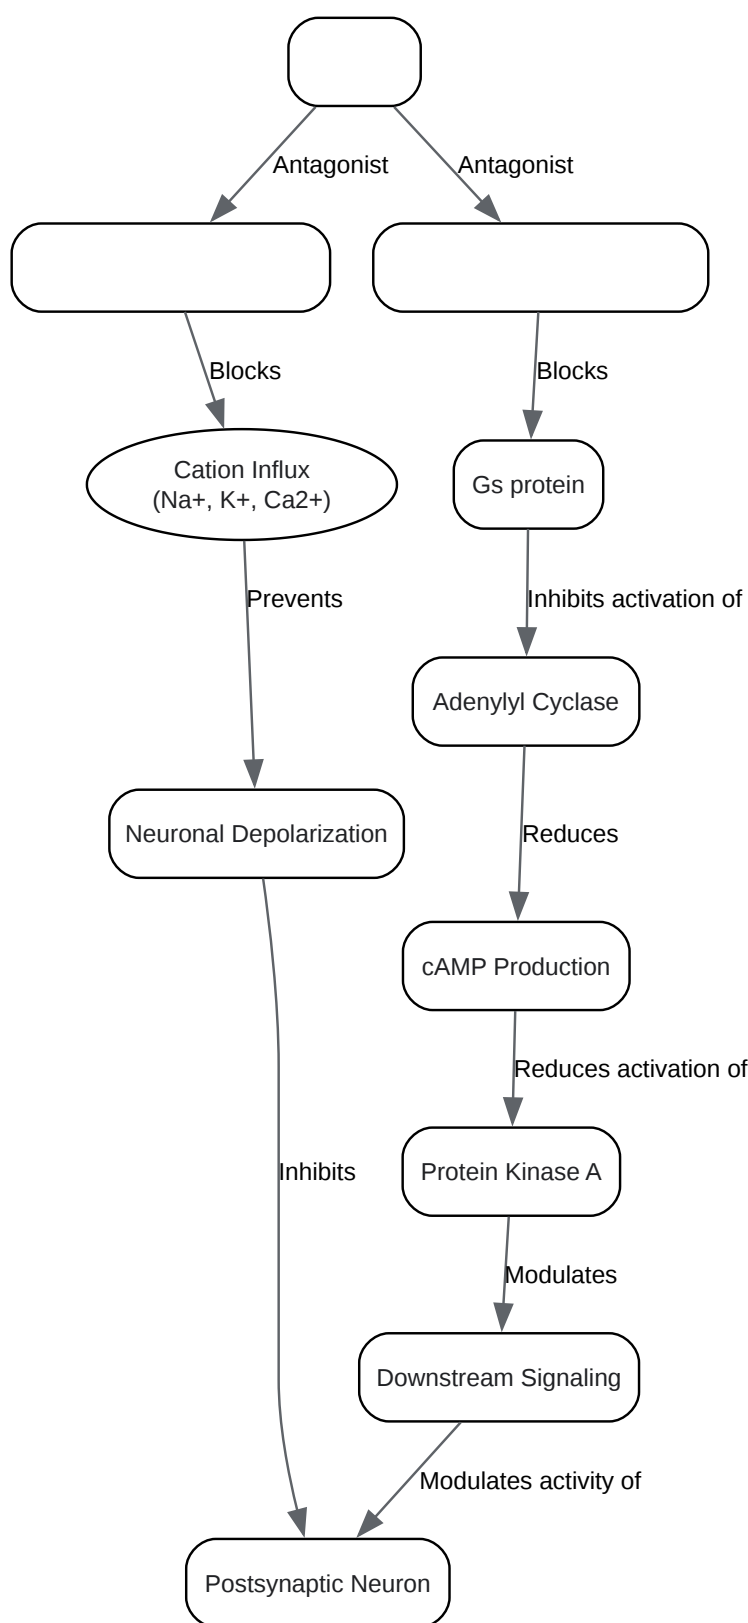 Antagonist
Antagonist
Blocks
Blocks
Cation Influx
(Na+, K+, Ca2+)
Gs protein
Prevents
Inhibits activation of
Adenylyl Cyclase
Neuronal Depolarization
Reduces
cAMP Production
Reduces activation of
Inhibits
Protein Kinase A
Modulates
Downstream Signaling
Modulates activity of
Postsynaptic Neuron